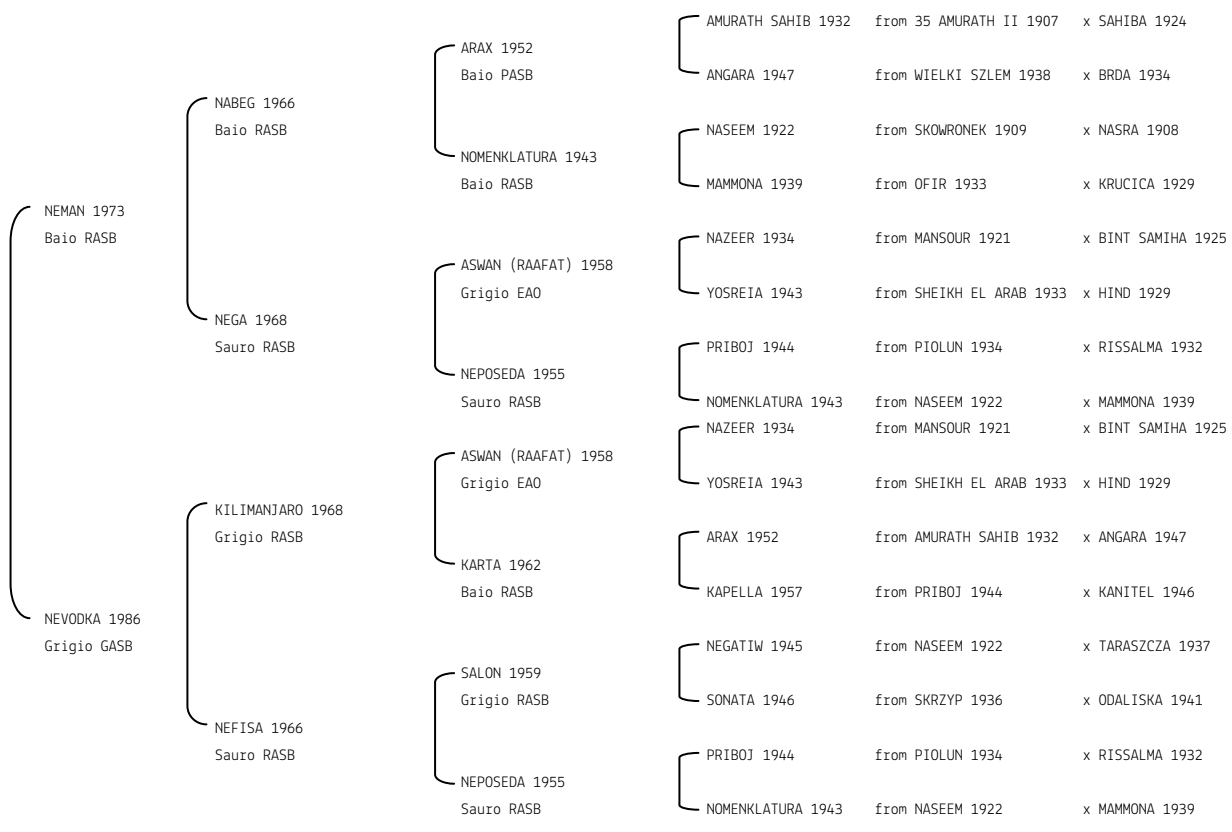 AMURATH SAHIB 1932 from 35 AMURATH II 1907 x SAHIBA 1924
ARAX 1952
Baio PASB
ANGARA 1947 from WIELKI SZLEM 1938 x BRDA 1934
NABEG 1966
Baio RASB
NASEEM 1922 from SKOWRONEK 1909 x NASRA 1908
NOMENKLATURA 1943
Baio RASB
MAMMONA 1939 from OFIR 1933 x KRUCICA 1929
NEMAN 1973
Baio RASB
NAZEER 1934 from MANSOUR 1921 x BINT SAMIHA 1925
ASWAN (RAAFAT) 1958
Grigio EAO
YOSREIA 1943 from SHEIKH EL ARAB 1933 x HIND 1929
NEGA 1968
Sauro RASB
PRIBOJ 1944 from PIOLUN 1934 x RISSALMA 1932
NEPOSEDA 1955
Sauro RASB
NOMENKLATURA 1943 from NASEEM 1922 x MAMMONA 1939
NAZEER 1934 from MANSOUR 1921 x BINT SAMIHA 1925
ASWAN (RAAFAT) 1958
Grigio EAO
YOSREIA 1943 from SHEIKH EL ARAB 1933 x HIND 1929
KILIMANJARO 1968
Grigio RASB
ARAX 1952 from AMURATH SAHIB 1932 x ANGARA 1947
KARTA 1962
Baio RASB
KAPELLA 1957 from PRIBOJ 1944 x KANITEL 1946
NEVODKA 1986
Grigio GASB
NEGATIW 1945 from NASEEM 1922 x TARASZCZA 1937
SALON 1959
Grigio RASB
SONATA 1946 from SKRZYP 1936 x ODALISKA 1941
NEFISA 1966
Sauro RASB
PRIBOJ 1944 from PIOLUN 1934 x RISSALMA 1932
NEPOSEDA 1955
Sauro RASB
NOMENKLATURA 1943 from NASEEM 1922 x MAMMONA 1939